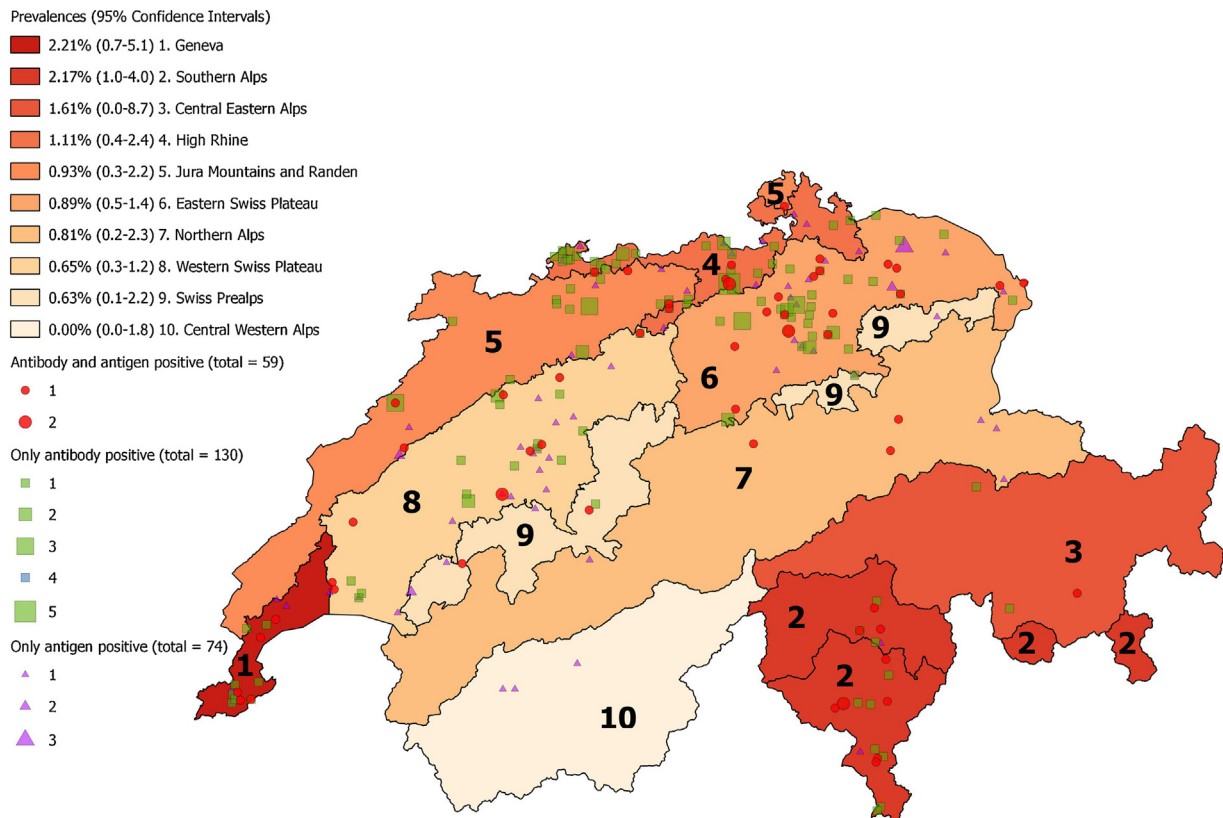 Prevalences (95% Confidence Intervals)
2.21% (0.7-5.1) 1. Geneva
2.17% (1.0-4.0) 2. Southern Alps
1.61% (0.0-8.7) 3. Central Eastern Alps
1.11% (0.4-2.4) 4. High Rhine
0.93% (0.3-2.2) 5. Jura Mountains and Randen
0.89% (0.5-1.4) 6. Eastern Swiss Plateau
0.81% (0.2-2.3) 7. Northern Alps
0.65% (0.3-1.2) 8. Western Swiss Plateau
0.63% (0.1-2.2) 9. Swiss Prealps
0.00% (0.0-1.8) 10. Central Western Alps
Antibody and antigen positive (total = 59)
1
2
Only antibody positive (total = 130)
1
2
3
4
5
Only antigen positive (total = 74)
1
2
3
5
4
9
5
6
9
7
8
9
3
2
2
2
2
1
10